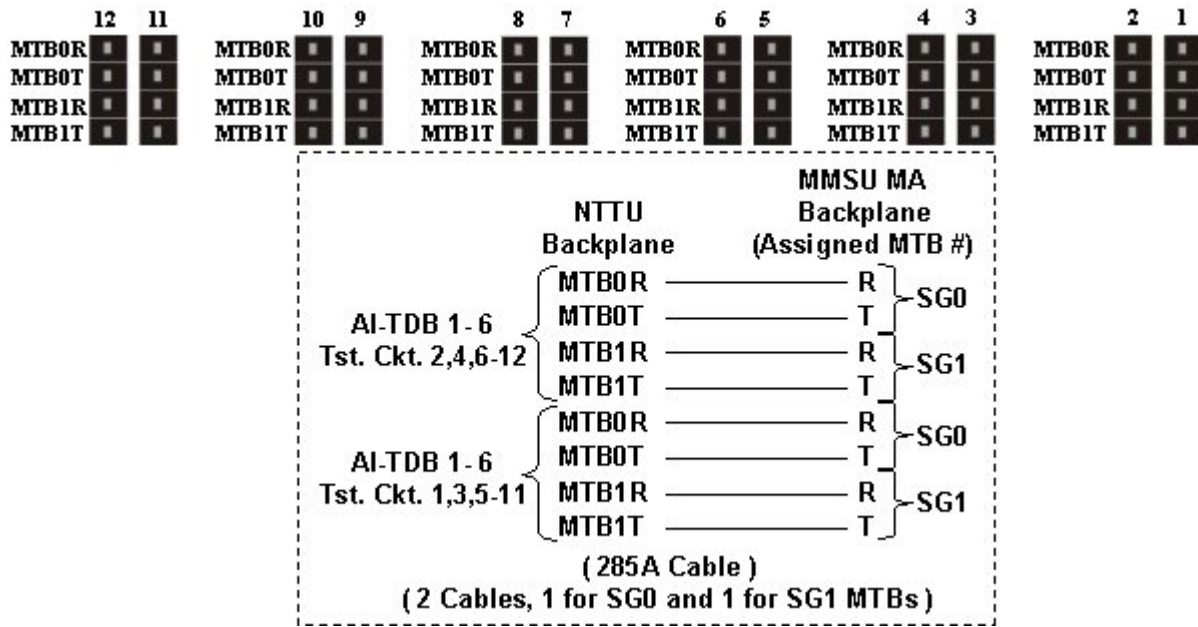 12 11 10 9 8 7 6 5 4 3 2 1
MTB0R MTB0R MTB0R MTB0R MTB0R MTB0R
MTB0T MTB0T MTB0T MTB0T MTB0T MTB0T
MTB1R MTB1R MTB1R MTB1R MTB1R MTB1R
MTB1T MTB1T MTB1T MTB1T MTB1T MTB1T
NTTU
Backplane
MMSU MA
Backplane
(Assigned MTB #)
AI-TDB 1 - 6
Tst. Ckt. 2,4,6-12
MTB0R R
MTB0T T
SG0
MTB1R R
MTB1T T
SG1
AI-TDB 1 - 6
Tst. Ckt. 1,3,5-11
MTB0R R
MTB0T T
SG0
MTB1R R
MTB1T T
SG1
( 285A Cable )
( 2 Cables, 1 for SG0 and 1 for SG1 MTBs )